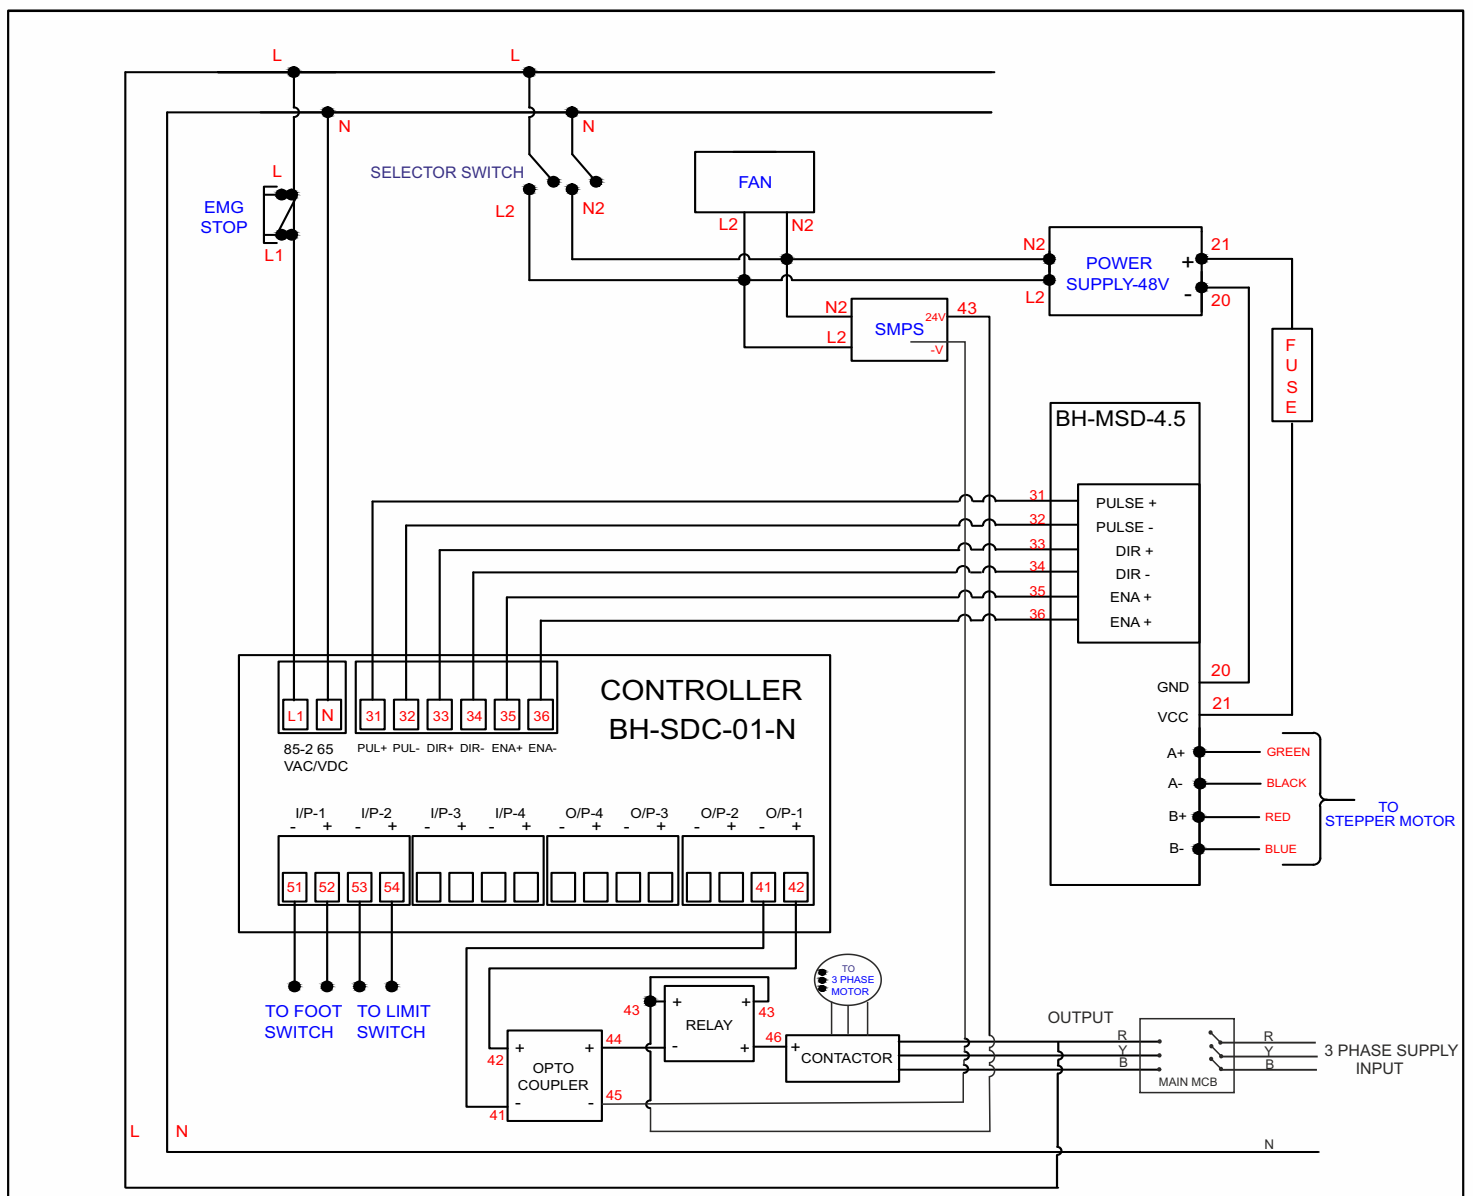 L
L
N
N
L
SELECTOR SWITCH
FAN
EMG
STOP
L2
N2
L2
N2
L1
N2
POWER
SUPPLY-48V
+
-
21
L2
20
N2
SMPS
24V
43
L2
-V
F
U
S
E
BH-MSD-4.5
31
PULSE +
32
PULSE -
33
DIR +
34
DIR -
35
ENA +
36
ENA +
CONTROLLER
BH-SDC-01-N
GND
20
VCC
21
L1
N
31
32
33
34
35
36
85-2 65
VAC/VDC
PUL+
PUL-
DIR+
DIR-
ENA+
ENA-
A+
GREEN
A-
BLACK
B+
RED
B-
BLUE
TO
STEPPER MOTOR
I/P-1
I/P-2
I/P-3
I/P-4
O/P-4
O/P-3
O/P-2
O/P-1
- +
- +
- +
- +
- +
- +
- +
- +
51
52
53
54
41
42
TO FOOT
SWITCH
TO LIMIT
SWITCH
TO
3 PHASE
MOTOR
43
+
+
43
RELAY
-
+
46
+
CONTACTOR
44
42
+
+
OPTO
COUPLER
41
-
-
45
OUTPUT
R
Y
B
MAIN MCB
R
Y
B
3 PHASE SUPPLY
INPUT
L
N
N